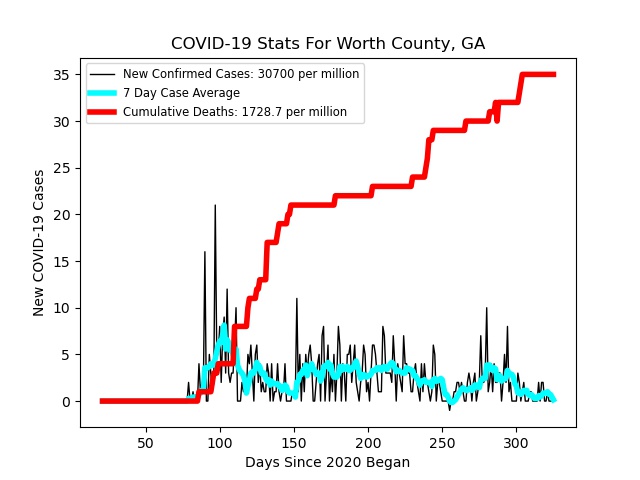 COVID-19 Stats For Worth County, GA
New Confirmed Cases: 30700 per million
7 Day Case Average
Cumulative Deaths: 1728.7 per million
New COVID-19 Cases
35
30
25
20
15
10
5
0
50 100 150 200 250 300
Days Since 2020 Began